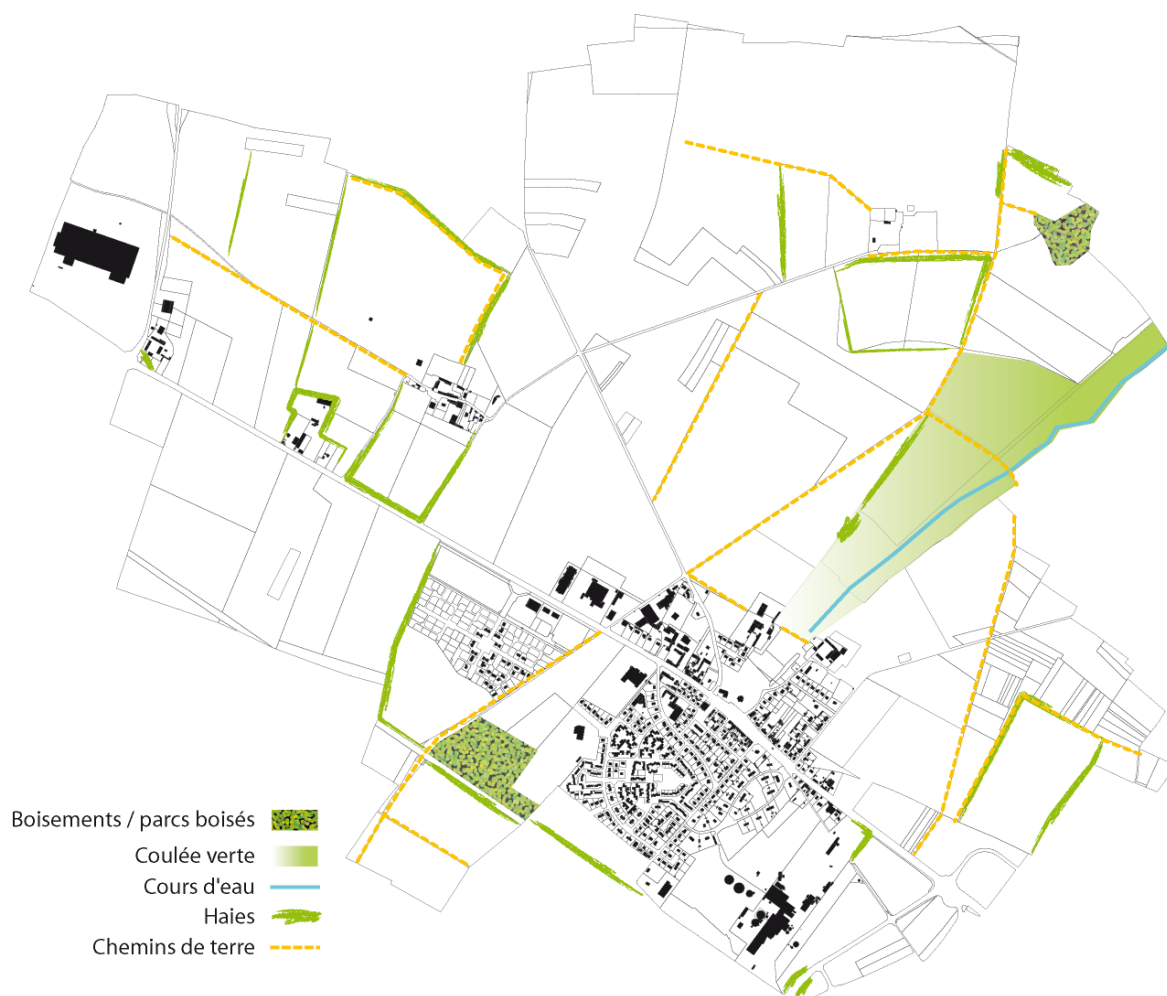 Boisements / parcs boisés
Coulée verte
Cours d'eau
Haies
Chemins de terre